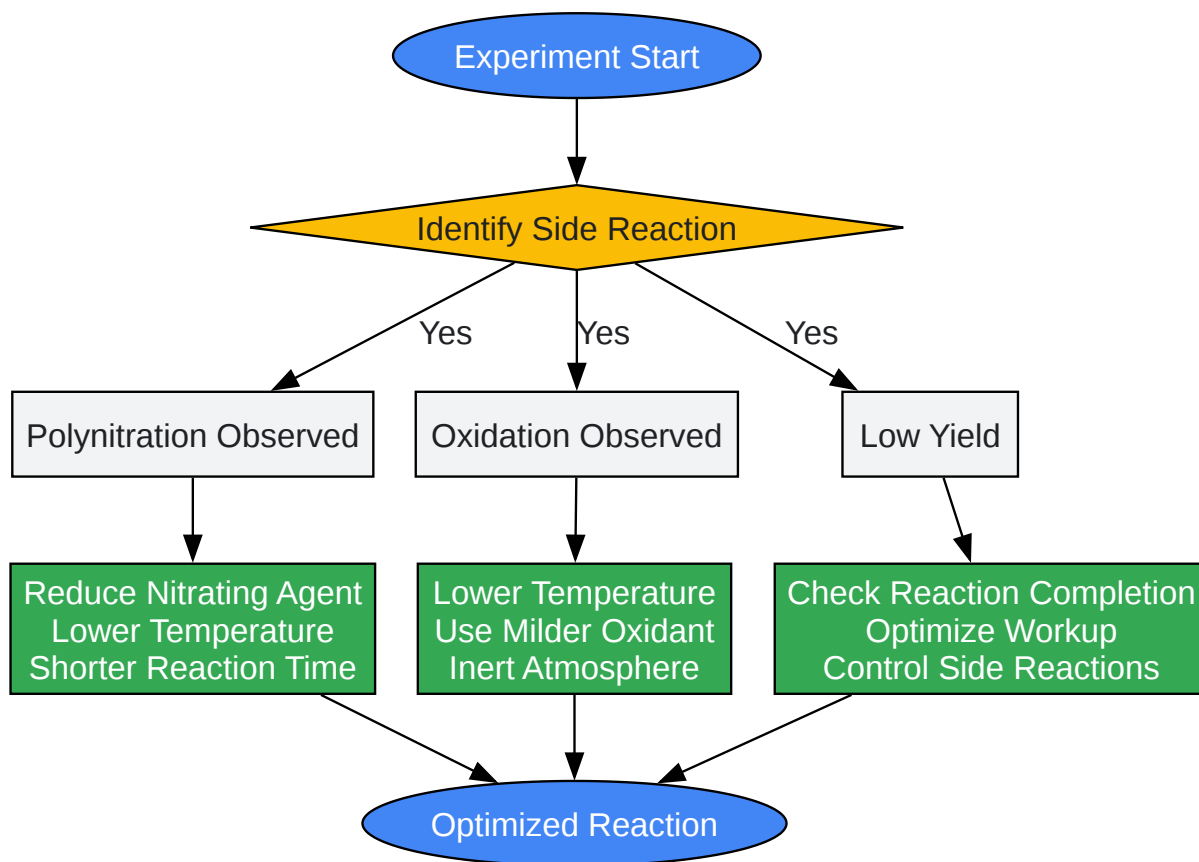 Experiment Start
Identify Side Reaction
Yes
Yes
Yes
Polynitration Observed
Oxidation Observed
Low Yield
Reduce Nitrating Agent
Lower Temperature
Shorter Reaction Time
Lower Temperature
Use Milder Oxidant
Inert Atmosphere
Check Reaction Completion
Optimize Workup
Control Side Reactions
Optimized Reaction